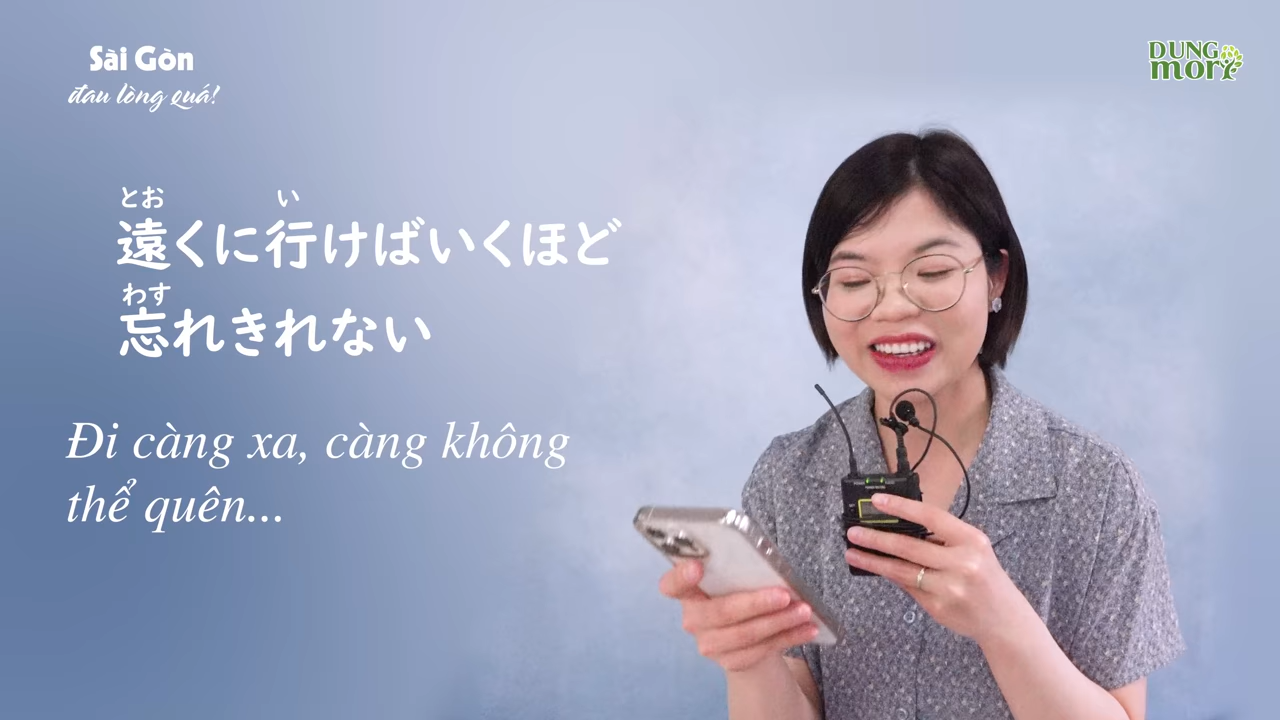 Sài Gòn
đau lòng quá!
DUNG
mori
とお い
遠くに行けばいくほど
わす
忘れきれない
Đi càng xa, càng không
thể quên...